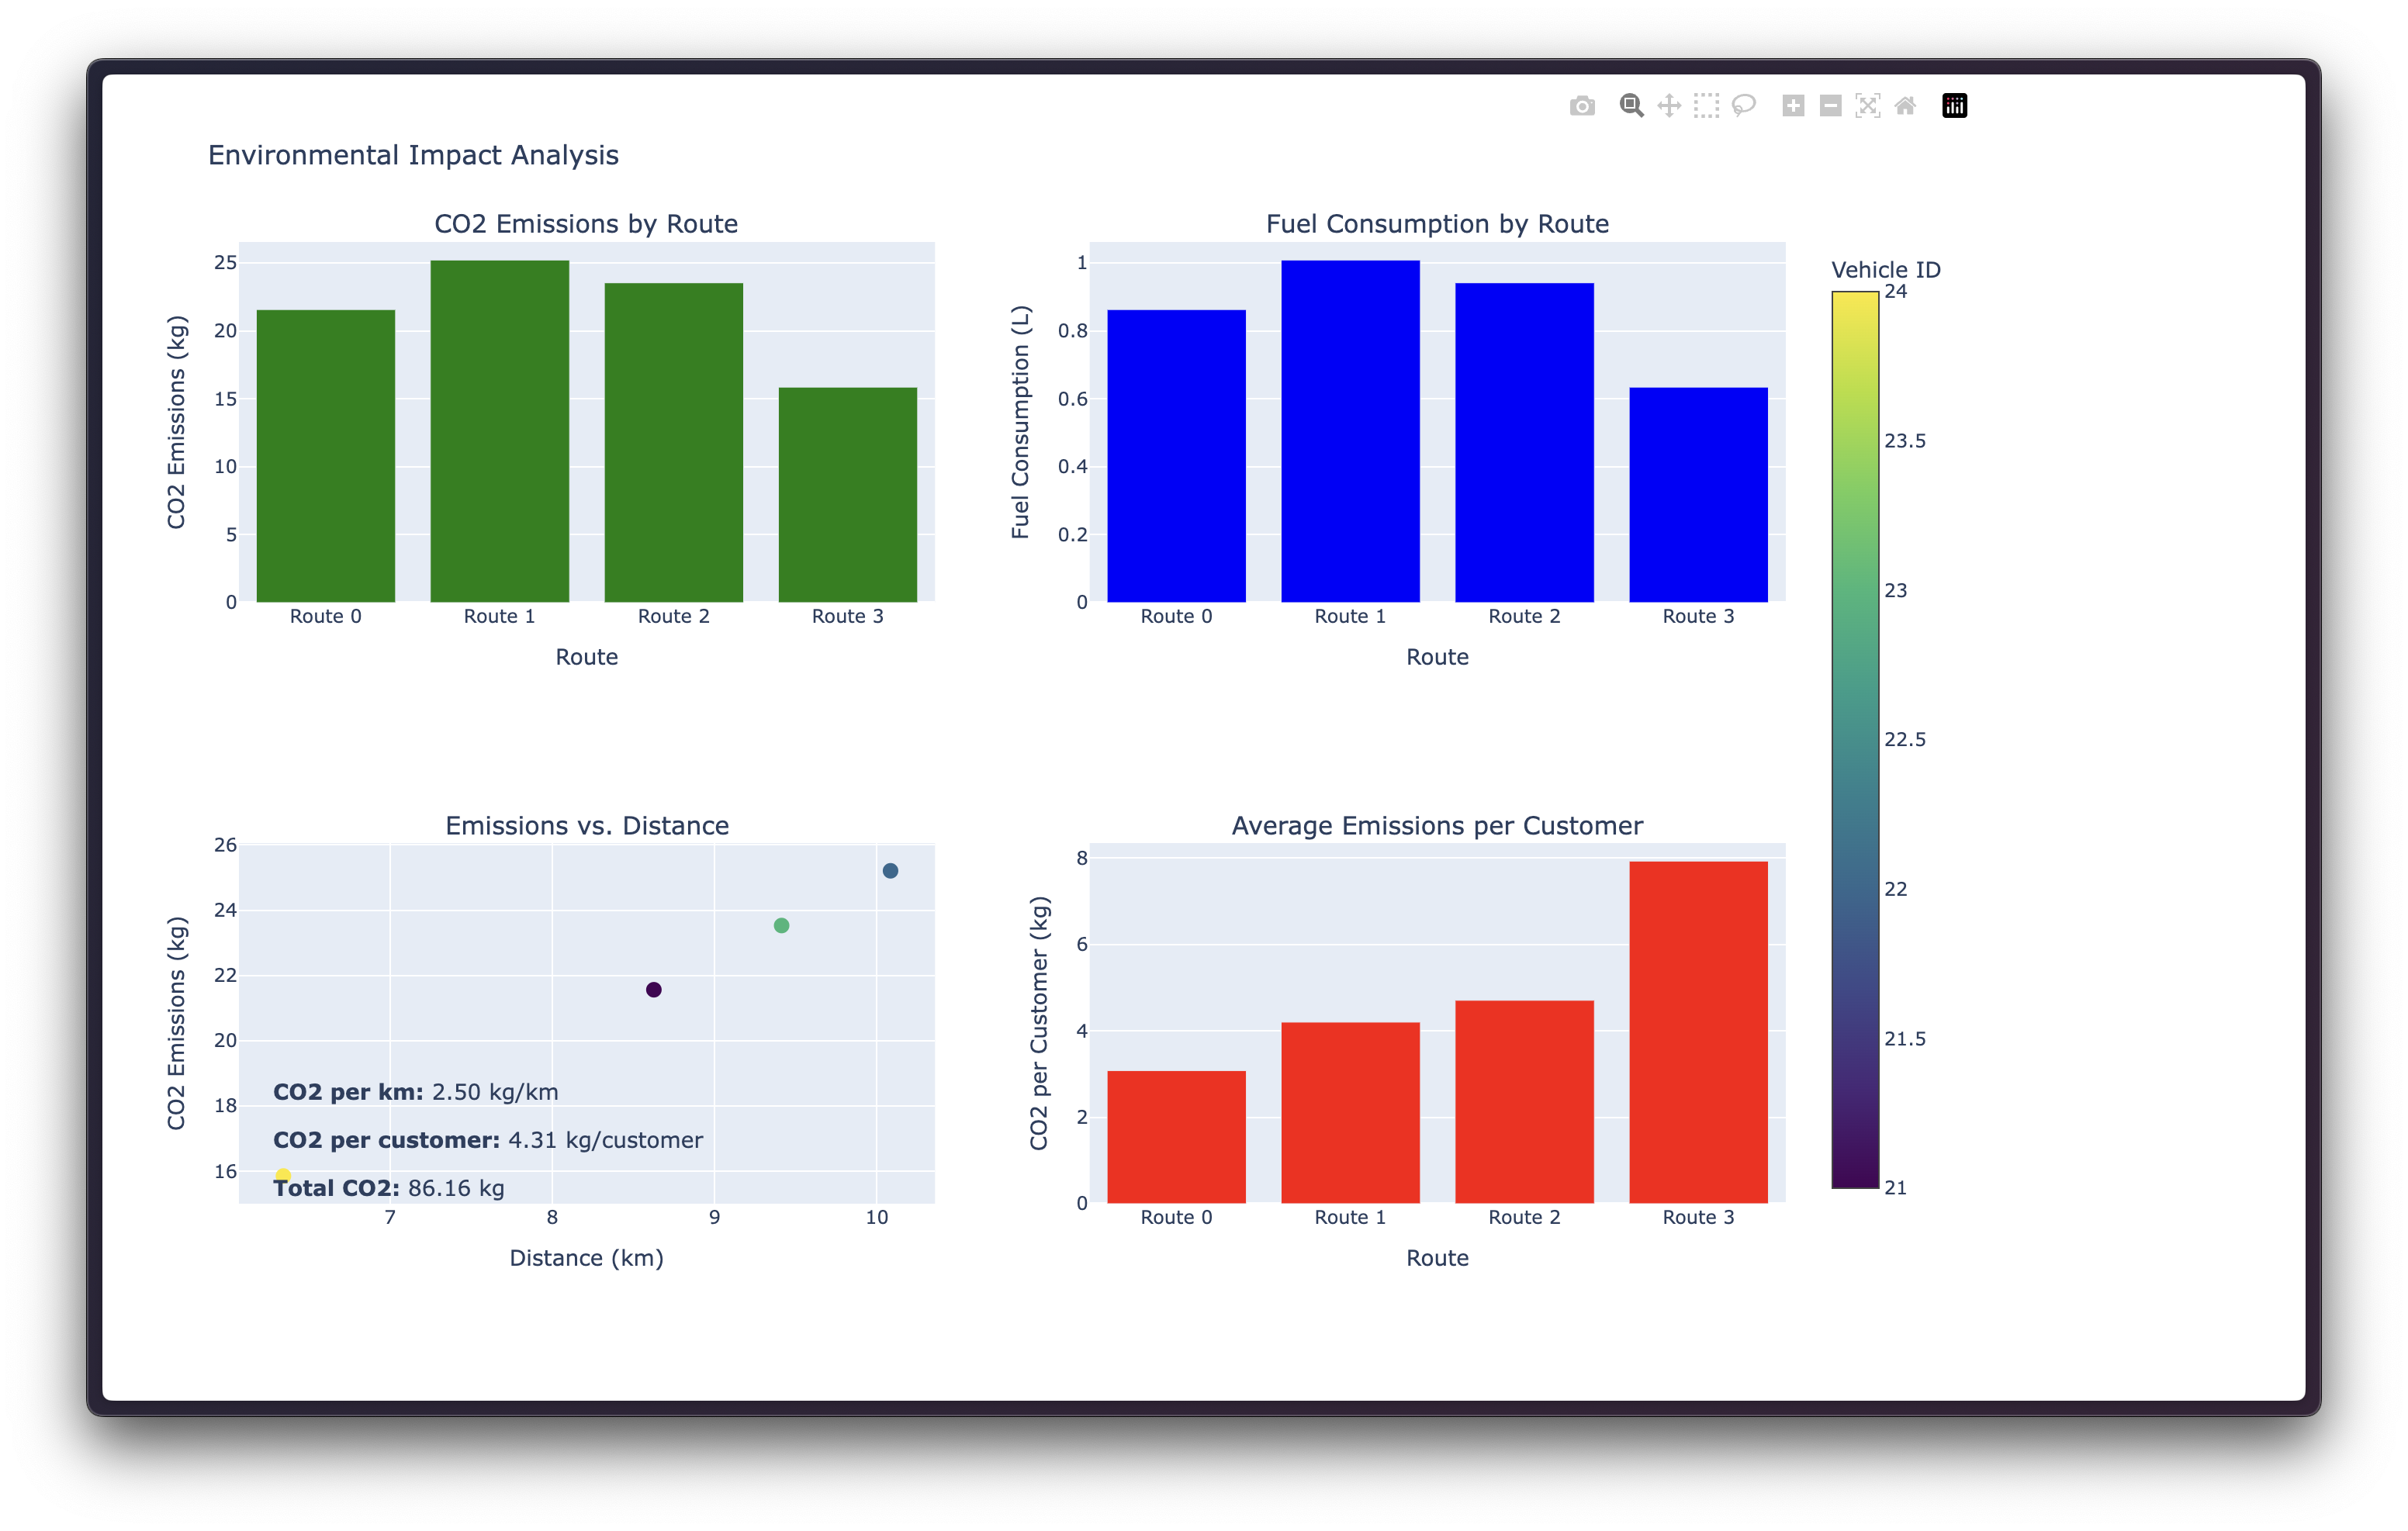 Environmental Impact Analysis
CO2 Emissions by Route
CO2 Emissions (kg)
25
20
15
10
5
0
Route 0 Route 1 Route 2 Route 3
Route
Fuel Consumption by Route
Fuel Consumption (L)
1
0.8
0.6
0.4
0.2
0
Route 0 Route 1 Route 2 Route 3
Route
Emissions vs. Distance
CO2 Emissions (kg)
26
24
22
20
18
16
CO2 per km: 2.50 kg/km
CO2 per customer: 4.31 kg/customer
Total CO2: 86.16 kg
7 8 9 10
Distance (km)
Average Emissions per Customer
CO2 per Customer (kg)
8
6
4
2
0
Route 0 Route 1 Route 2 Route 3
Route
Vehicle ID
24
23.5
23
22.5
22
21.5
21